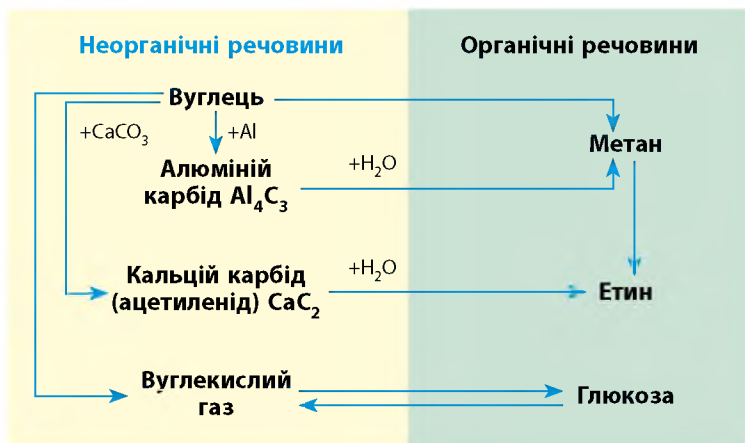 Неорганічні речовини
Органічні речовини
Вуглець
+CaCO₃
+Al
Метан
Алюміній
карбід Al₄C₃
+H₂O
Кальцій карбід
(ацетиленід) CaC₂
+H₂O
Етин
Вуглекислий
газ
Глюкоза